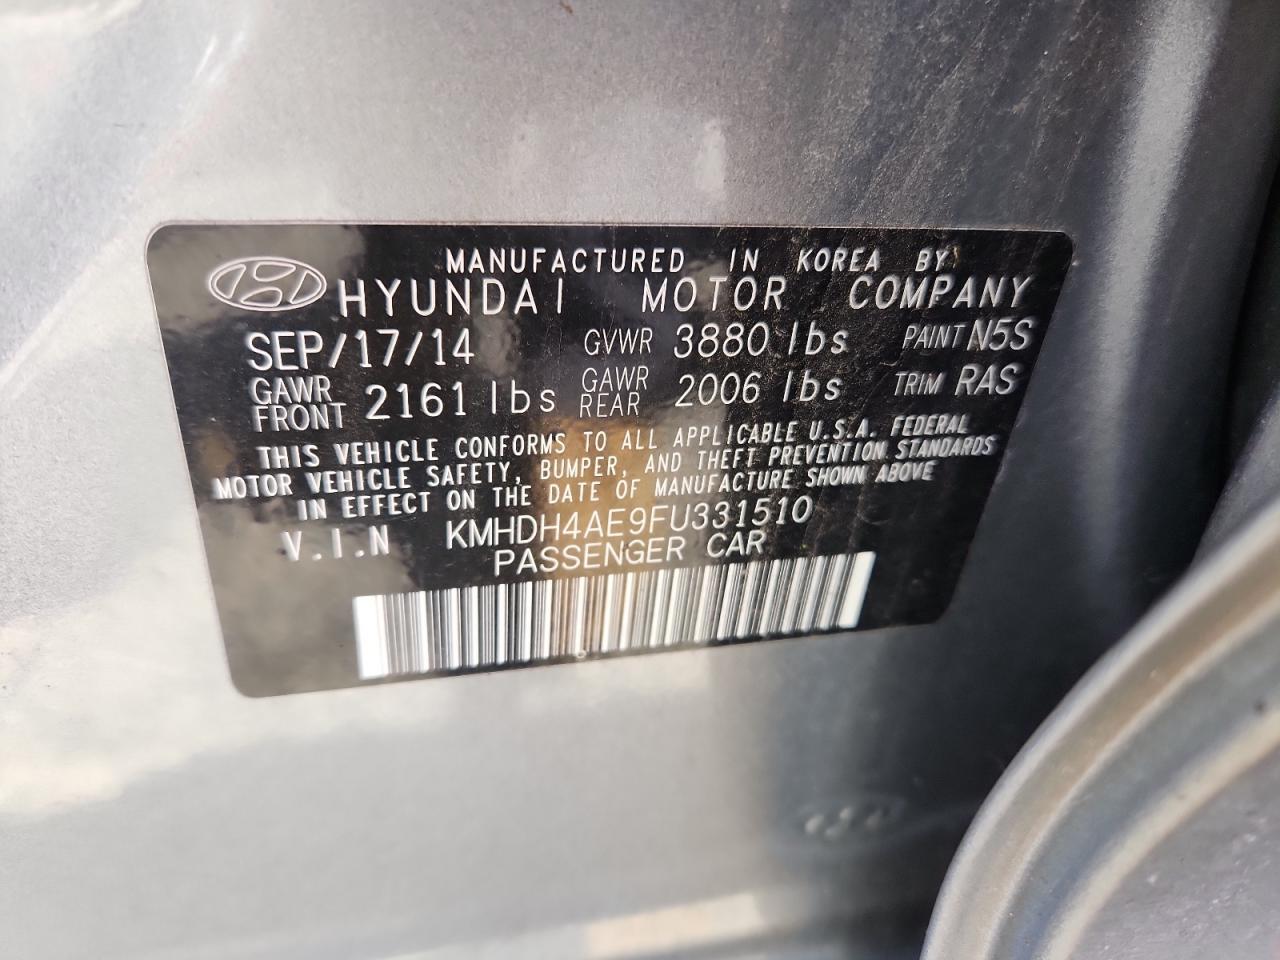 MANUFACTURED IN KOREA BY
HYUNDAI MOTOR COMPANY
SEP/17/14 GVWR 3880 lbs PAINT N5S
GAWR FRONT 2161 lbs GAWR REAR 2006 lbs TRIM RAS
THIS VEHICLE CONFORMS TO ALL APPLICABLE U.S.A. FEDERAL
MOTOR VEHICLE SAFETY, BUMPER, AND THEFT PREVENTION STANDARDS
IN EFFECT ON THE DATE OF MANUFACTURE SHOWN ABOVE
V.I.N KMHDH4AE9FU331510
PASSENGER CAR